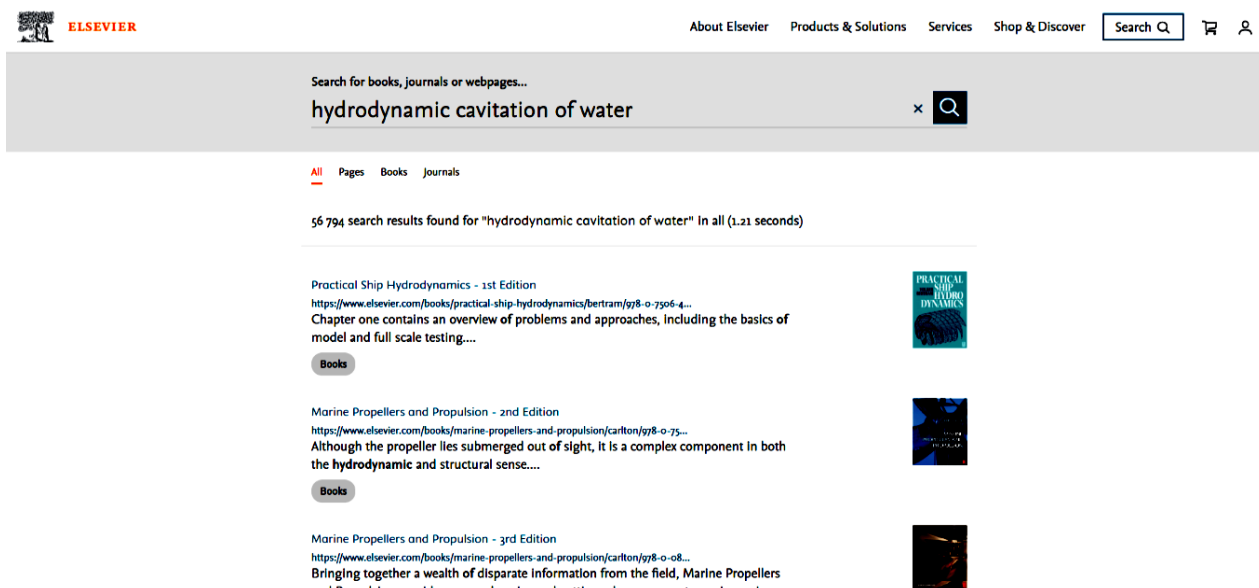 ELSEVIER
About Elsevier Products & Solutions Services Shop & Discover Search
Search for books, journals or webpages...
hydrodynamic cavitation of water
All Pages Books Journals
56 794 search results found for "hydrodynamic cavitation of water" In all (1.21 seconds)
Practical Ship Hydrodynamics - 1st Edition
https://www.elsevier.com/books/practical-ship-hydrodynamics/bertram/978-0-7506-4...
Chapter one contains an overview of problems and approaches, including the basics of
model and full scale testing....
Books
PRACTICAL
SHIP
HYDRO
DYNAMICS
Marine Propellers and Propulsion - 2nd Edition
https://www.elsevier.com/books/marine-propellers-and-propulsion/carlton/978-0-75...
Although the propeller lies submerged out of sight, it is a complex component in both
the hydrodynamic and structural sense....
Books
Marine Propellers and Propulsion - 3rd Edition
https://www.elsevier.com/books/marine-propellers-and-propulsion/carlton/978-0-08...
Bringing together a wealth of disparate information from the field, Marine Propellers